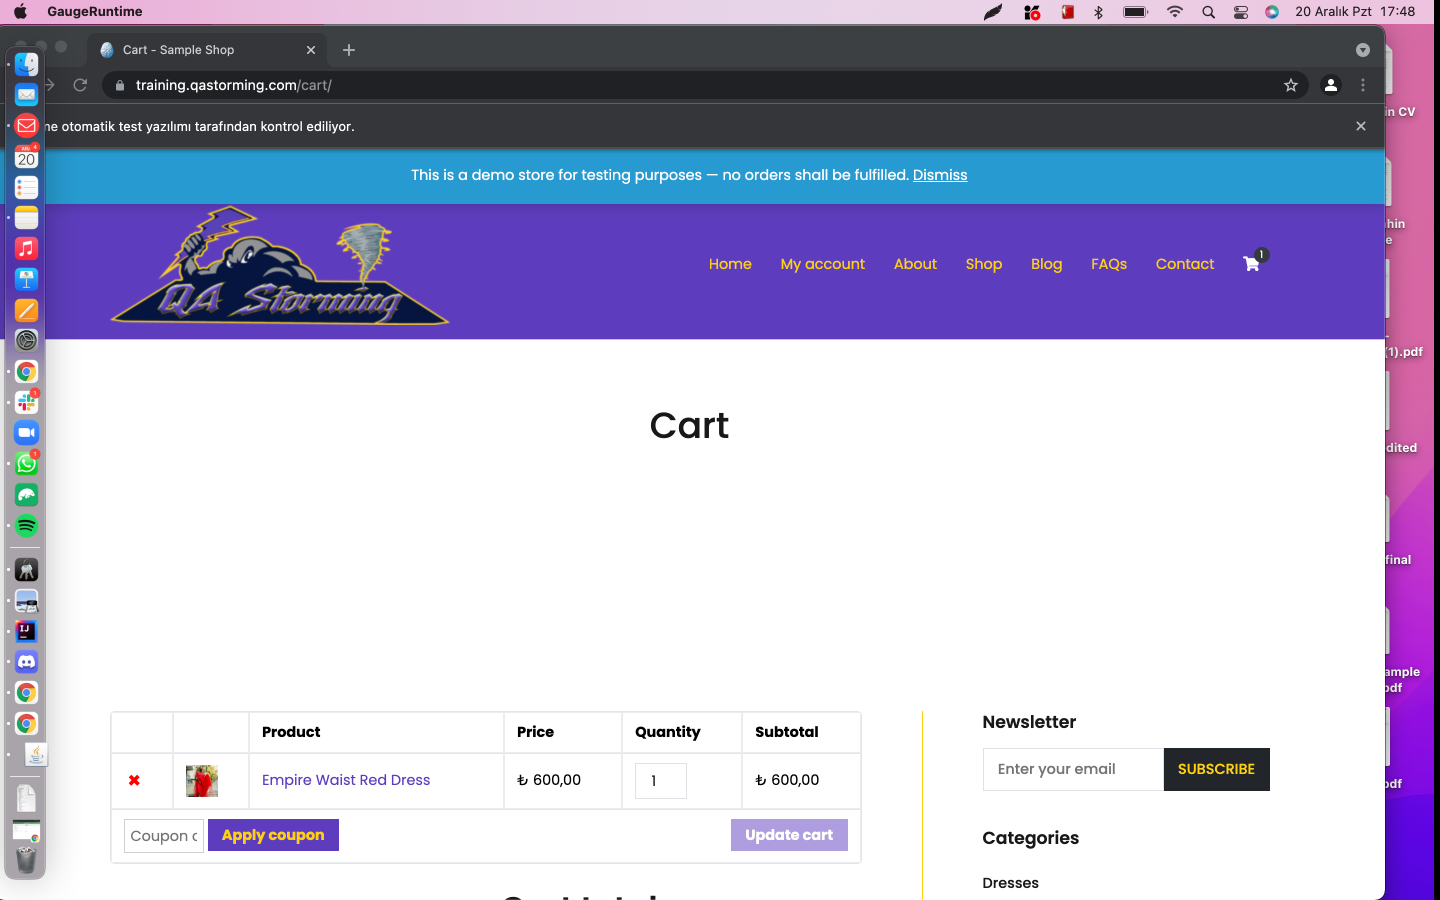 GaugeRuntime
20 Aralık Pzt 17:48
Cart - Sample Shop
training.qastorming.com/cart/
ne otomatik test yazılımı tarafından kontrol ediliyor.
This is a demo store for testing purposes — no orders shall be fulfilled. Dismiss
QA Storming
Home My account About Shop Blog FAQs Contact 1
Cart
Product Price Quantity Subtotal
Empire Waist Red Dress ₺ 600,00 1 ₺ 600,00
Coupon c Apply coupon Update cart
Newsletter
Enter your email SUBSCRIBE
Categories
Dresses
in CV
hin
e
(1).pdf
dited
final
ample
pdf
pdf
20